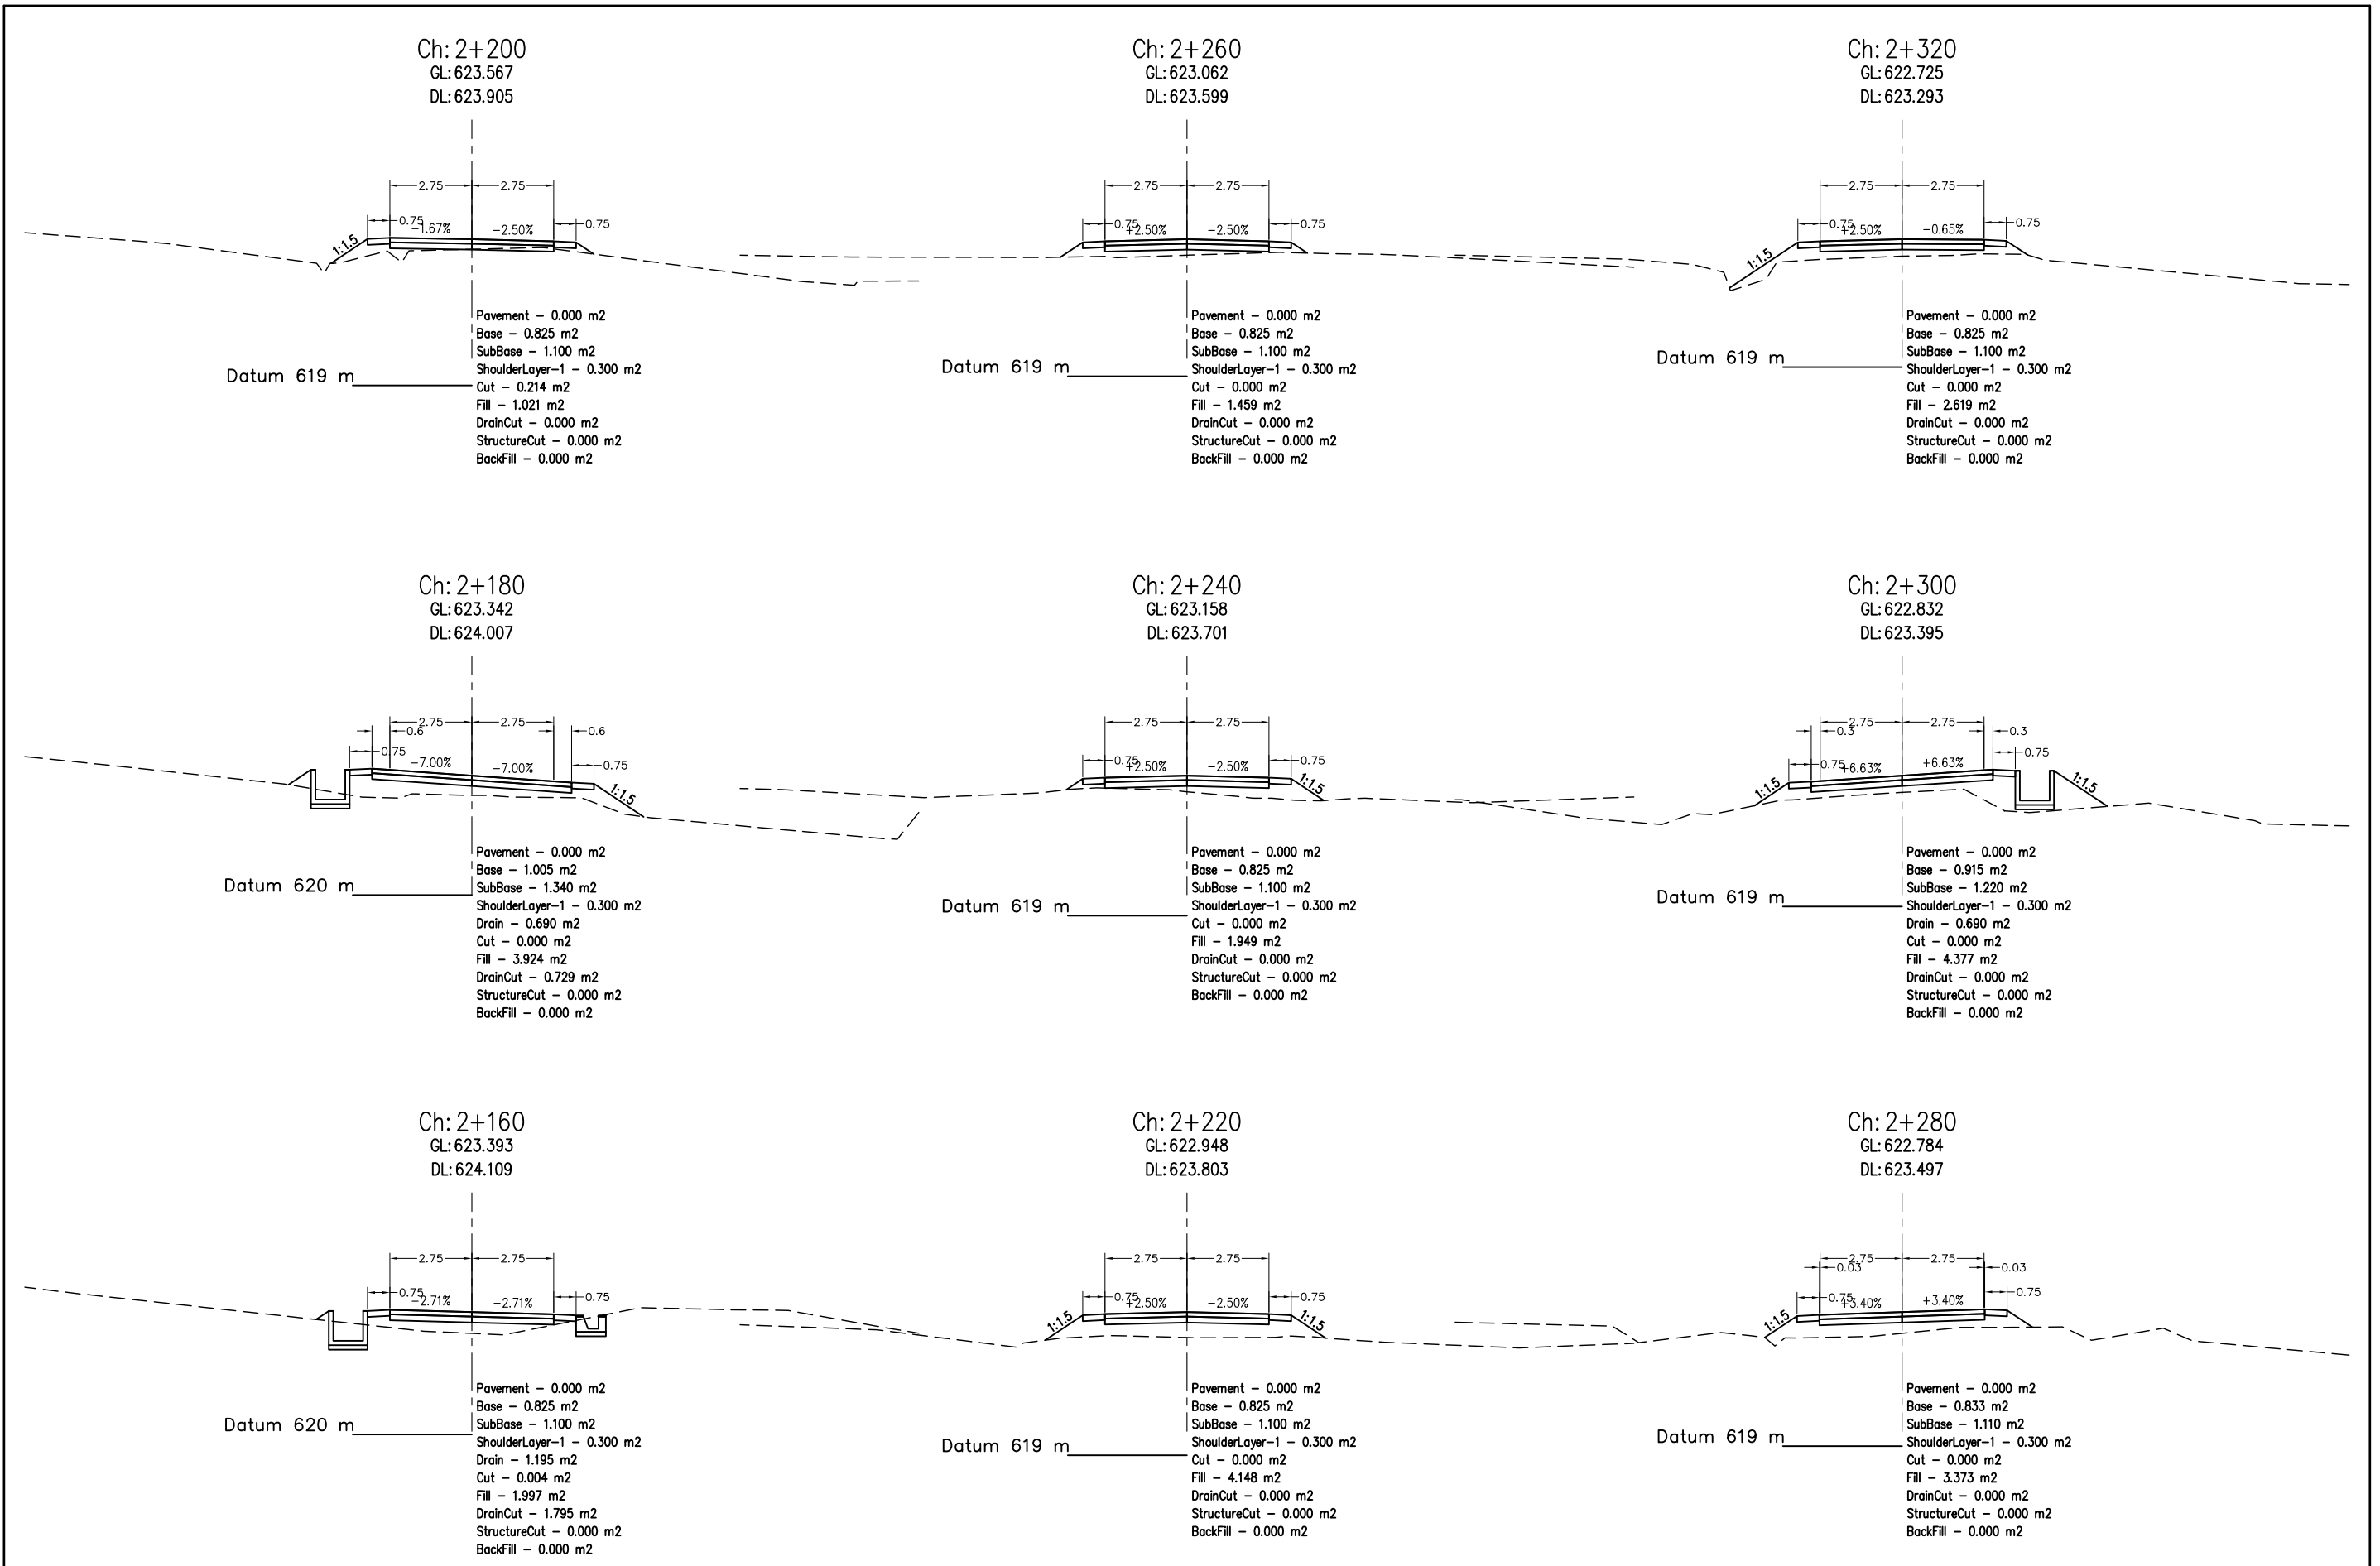 Ch: 2+200
GL: 623.567
DL: 623.905
2.75
2.75
0.75
-1.67%
-2.50%
0.75
1:1.5
Datum 619 m
Pavement - 0.000 m2
Base - 0.825 m2
SubBase - 1.100 m2
ShoulderLayer-1 - 0.300 m2
Cut - 0.214 m2
Fill - 1.021 m2
DrainCut - 0.000 m2
StructureCut - 0.000 m2
BackFill - 0.000 m2
Ch: 2+260
GL: 623.062
DL: 623.599
2.75
2.75
0.75
+2.50%
-2.50%
0.75
Datum 619 m
Pavement - 0.000 m2
Base - 0.825 m2
SubBase - 1.100 m2
ShoulderLayer-1 - 0.300 m2
Cut - 0.000 m2
Fill - 1.459 m2
DrainCut - 0.000 m2
StructureCut - 0.000 m2
BackFill - 0.000 m2
Ch: 2+320
GL: 622.725
DL: 623.293
2.75
2.75
0.75
+2.50%
-0.65%
0.75
1:1.5
Datum 619 m
Pavement - 0.000 m2
Base - 0.825 m2
SubBase - 1.100 m2
ShoulderLayer-1 - 0.300 m2
Cut - 0.000 m2
Fill - 2.619 m2
DrainCut - 0.000 m2
StructureCut - 0.000 m2
BackFill - 0.000 m2
Ch: 2+180
GL: 623.342
DL: 624.007
2.75
2.75
0.6
0.6
0.75
-7.00%
-7.00%
0.75
1:1.5
Datum 620 m
Pavement - 0.000 m2
Base - 1.005 m2
SubBase - 1.340 m2
ShoulderLayer-1 - 0.300 m2
Drain - 0.690 m2
Cut - 0.000 m2
Fill - 3.924 m2
DrainCut - 0.729 m2
StructureCut - 0.000 m2
BackFill - 0.000 m2
Ch: 2+240
GL: 623.158
DL: 623.701
2.75
2.75
0.75
+2.50%
-2.50%
0.75
1:1.5
Datum 619 m
Pavement - 0.000 m2
Base - 0.825 m2
SubBase - 1.100 m2
ShoulderLayer-1 - 0.300 m2
Cut - 0.000 m2
Fill - 1.949 m2
DrainCut - 0.000 m2
StructureCut - 0.000 m2
BackFill - 0.000 m2
Ch: 2+300
GL: 622.832
DL: 623.395
2.75
2.75
0.3
0.3
0.75
0.75
+6.63%
+6.63%
1:1.5
1:1.5
Datum 619 m
Pavement - 0.000 m2
Base - 0.915 m2
SubBase - 1.220 m2
ShoulderLayer-1 - 0.300 m2
Drain - 0.690 m2
Cut - 0.000 m2
Fill - 4.377 m2
DrainCut - 0.000 m2
StructureCut - 0.000 m2
BackFill - 0.000 m2
Ch: 2+160
GL: 623.393
DL: 624.109
2.75
2.75
0.75
-2.71%
-2.71%
0.75
Datum 620 m
Pavement - 0.000 m2
Base - 0.825 m2
SubBase - 1.100 m2
ShoulderLayer-1 - 0.300 m2
Drain - 1.195 m2
Cut - 0.004 m2
Fill - 1.997 m2
DrainCut - 1.795 m2
StructureCut - 0.000 m2
BackFill - 0.000 m2
Ch: 2+220
GL: 622.948
DL: 623.803
2.75
2.75
0.75
+2.50%
-2.50%
0.75
1:1.5
1:1.5
Datum 619 m
Pavement - 0.000 m2
Base - 0.825 m2
SubBase - 1.100 m2
ShoulderLayer-1 - 0.300 m2
Cut - 0.000 m2
Fill - 4.148 m2
DrainCut - 0.000 m2
StructureCut - 0.000 m2
BackFill - 0.000 m2
Ch: 2+280
GL: 622.784
DL: 623.497
2.75
2.75
0.03
0.03
0.75
+3.40%
+3.40%
0.75
1:1.5
Datum 619 m
Pavement - 0.000 m2
Base - 0.833 m2
SubBase - 1.110 m2
ShoulderLayer-1 - 0.300 m2
Cut - 0.000 m2
Fill - 3.373 m2
DrainCut - 0.000 m2
StructureCut - 0.000 m2
BackFill - 0.000 m2